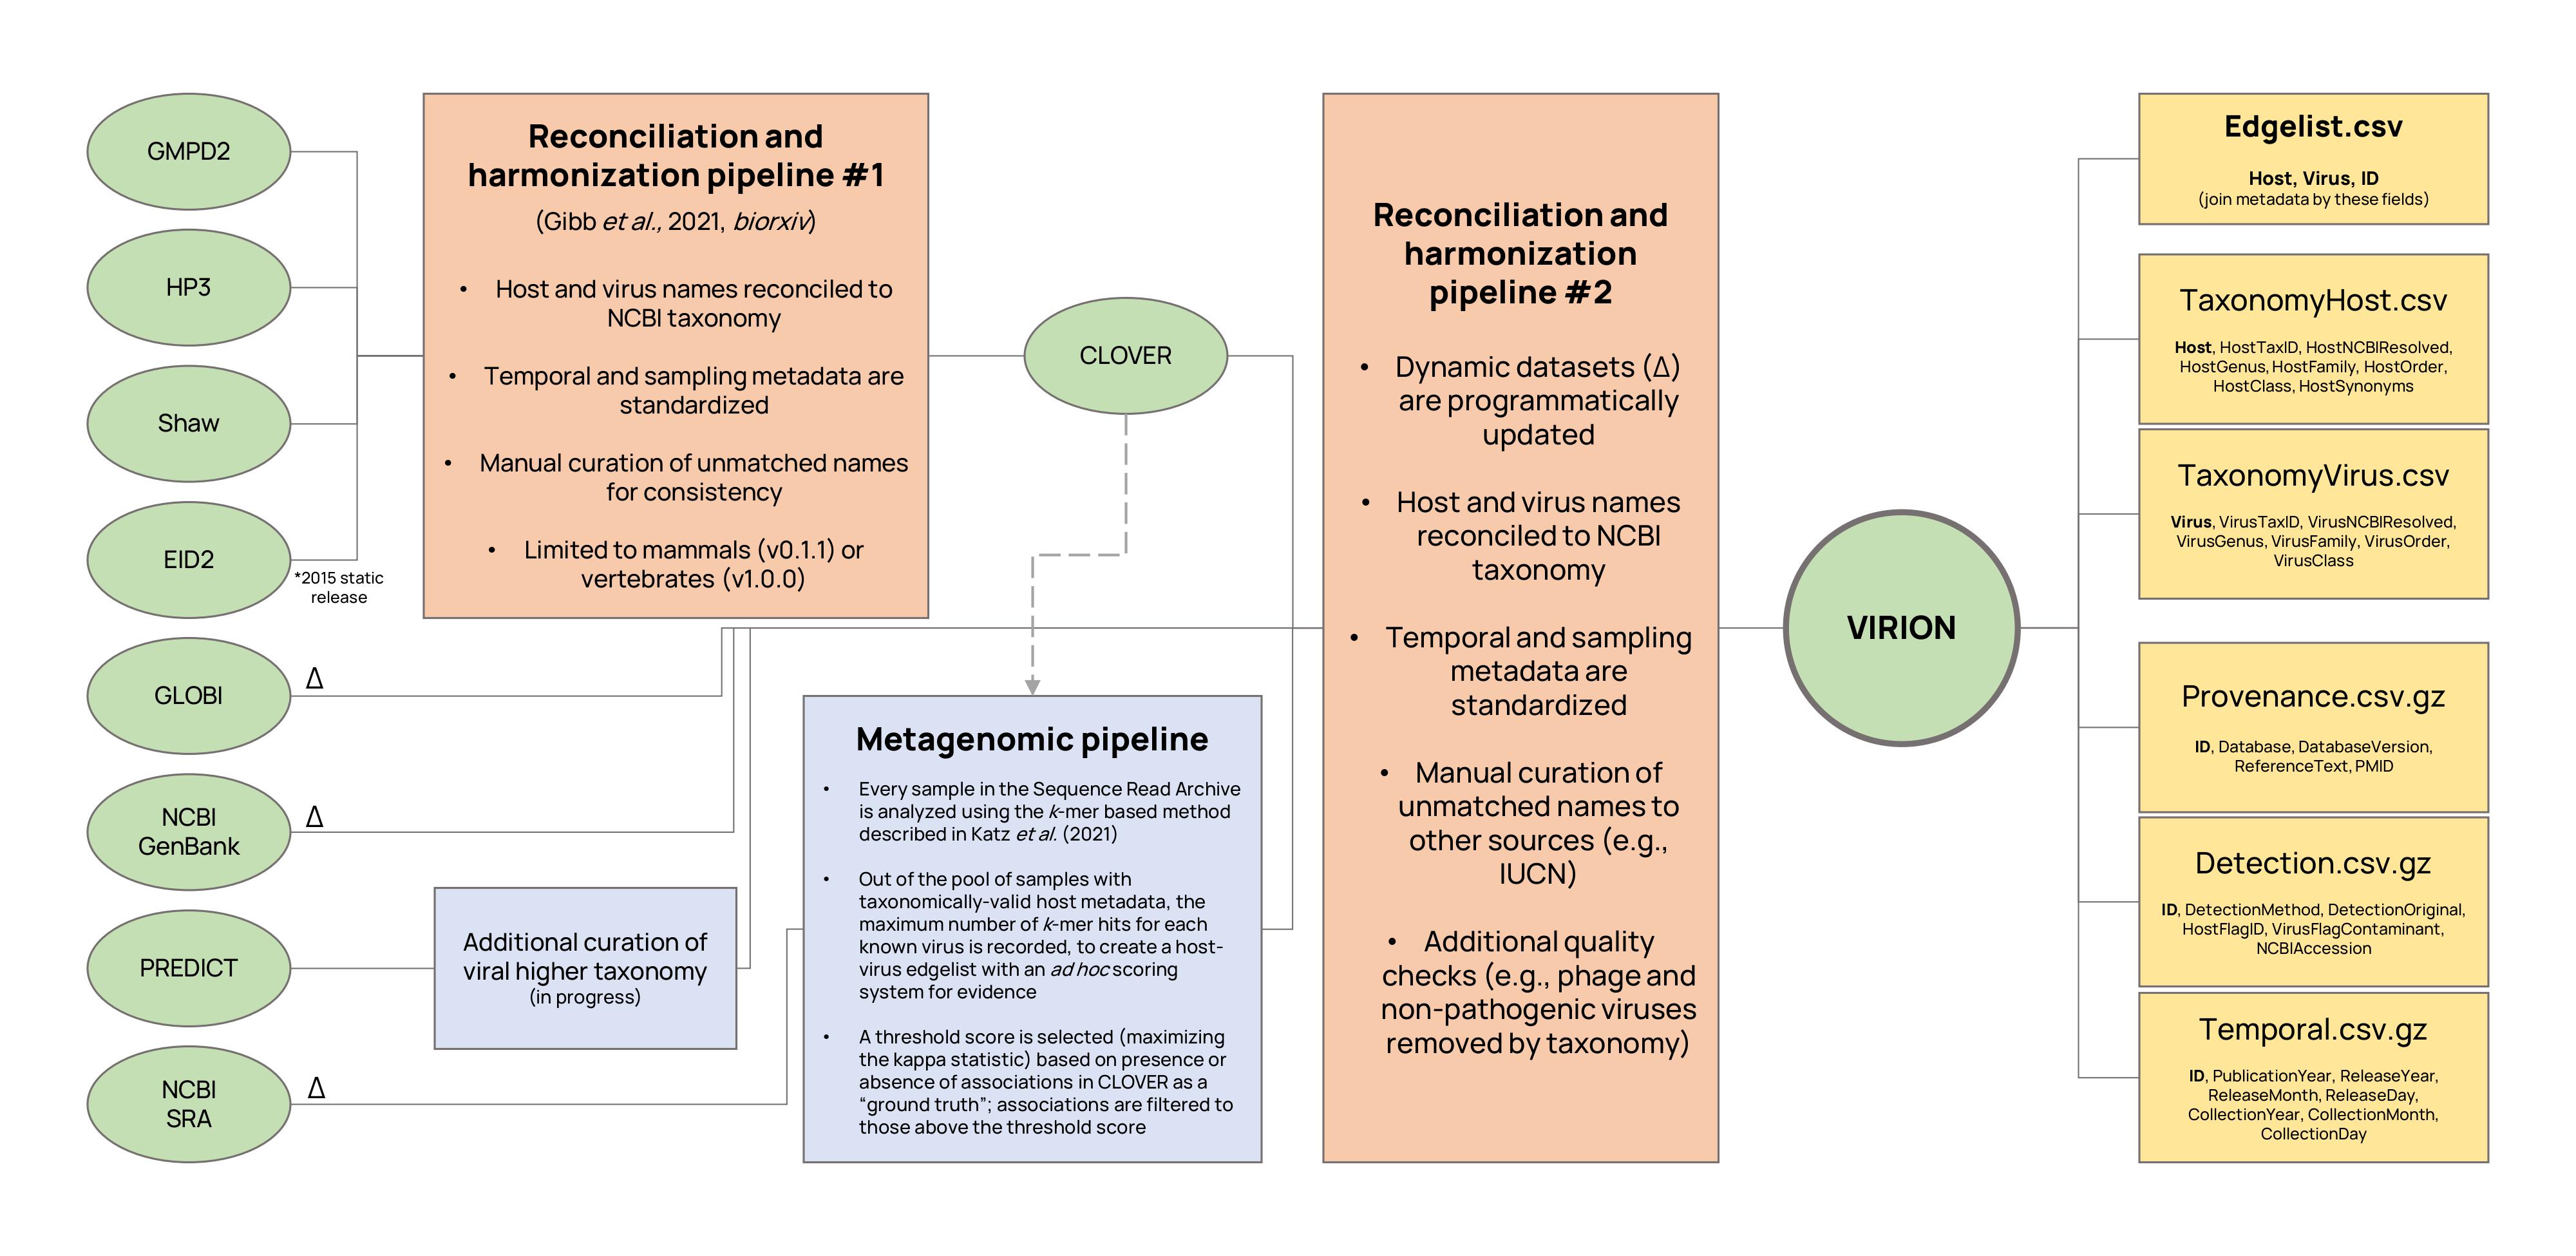 GMPD2
HP3
Shaw
EID2
*2015 static
release
GLOBI
Δ
NCBI
GenBank
Δ
PREDICT
NCBI
SRA
Δ
Reconciliation and
harmonization pipeline #1
(Gibb et al., 2021, biorxiv)
• Host and virus names reconciled to
NCBI taxonomy
• Temporal and sampling metadata are
standardized
• Manual curation of unmatched names
for consistency
• Limited to mammals (v0.1.1) or
vertebrates (v1.0.0)
Additional curation of
viral higher taxonomy
(in progress)
CLOVER
Metagenomic pipeline
• Every sample in the Sequence Read Archive
is analyzed using the k-mer based method
described in Katz et al. (2021)
• Out of the pool of samples with
taxonomically-valid host metadata, the
maximum number of k-mer hits for each
known virus is recorded, to create a host-
virus edgelist with an ad hoc scoring
system for evidence
• A threshold score is selected (maximizing
the kappa statistic) based on presence or
absence of associations in CLOVER as a
“ground truth”; associations are filtered to
those above the threshold score
Reconciliation and
harmonization
pipeline #2
• Dynamic datasets (Δ)
are programmatically
updated
• Host and virus names
reconciled to NCBI
taxonomy
• Temporal and sampling
metadata are
standardized
• Manual curation of
unmatched names to
other sources (e.g.,
IUCN)
• Additional quality
checks (e.g., phage and
non-pathogenic viruses
removed by taxonomy)
VIRION
Edgelist.csv
Host, Virus, ID
(join metadata by these fields)
TaxonomyHost.csv
Host, HostTaxID, HostNCBIResolved,
HostGenus, HostFamily, HostOrder,
HostClass, HostSynonyms
TaxonomyVirus.csv
Virus, VirusTaxID, VirusNCBIResolved,
VirusGenus, VirusFamily, VirusOrder,
VirusClass
Provenance.csv.gz
ID, Database, DatabaseVersion,
ReferenceText, PMID
Detection.csv.gz
ID, DetectionMethod, DetectionOriginal,
HostFlagID, VirusFlagContaminant,
NCBIAccession
Temporal.csv.gz
ID, PublicationYear, ReleaseYear,
ReleaseMonth, ReleaseDay,
CollectionYear, CollectionMonth,
CollectionDay